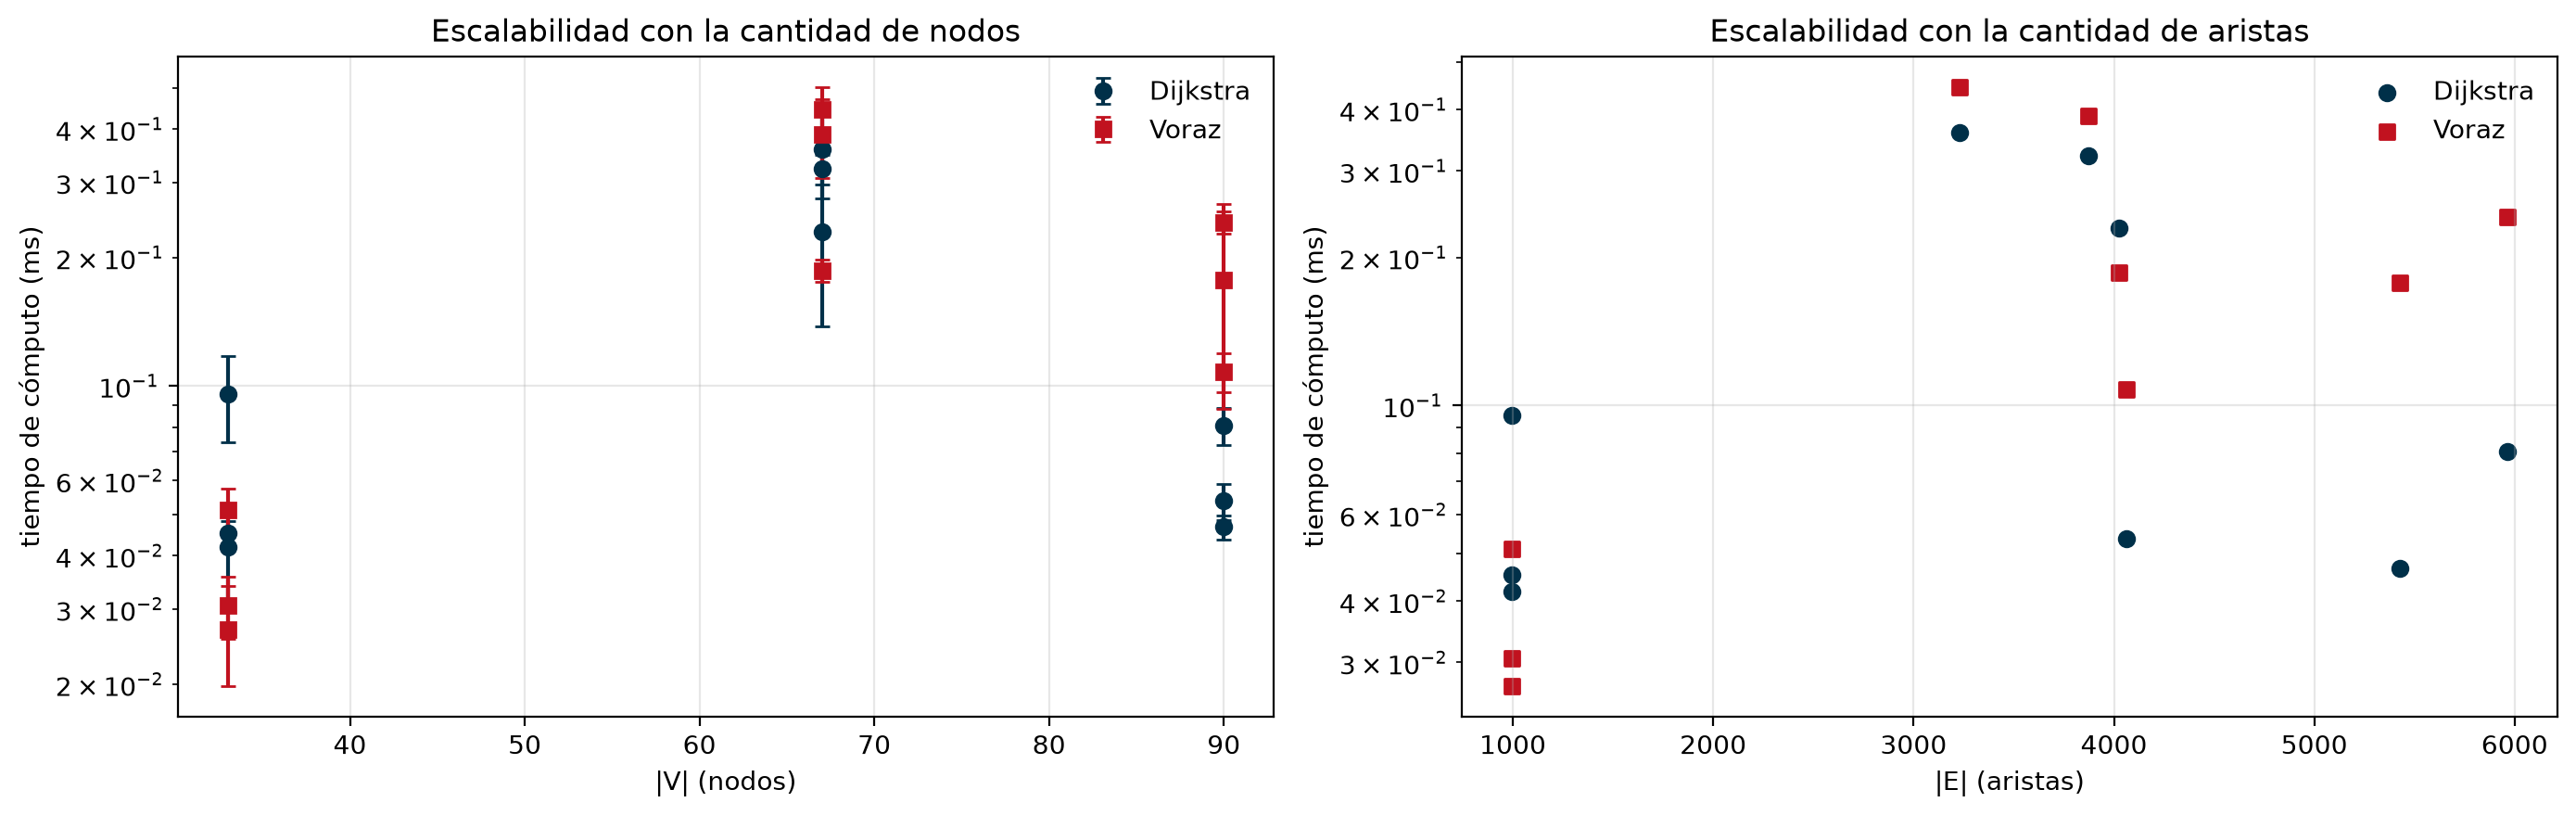 Escalabilidad con la cantidad de nodos
Dijkstra
Voraz
4 × 10⁻¹
3 × 10⁻¹
2 × 10⁻¹
10⁻¹
6 × 10⁻²
4 × 10⁻²
3 × 10⁻²
2 × 10⁻²
tiempo de cómputo (ms)
40 50 60 70 80 90
|V| (nodos)
Escalabilidad con la cantidad de aristas
Dijkstra
Voraz
4 × 10⁻¹
3 × 10⁻¹
2 × 10⁻¹
10⁻¹
6 × 10⁻²
4 × 10⁻²
3 × 10⁻²
tiempo de cómputo (ms)
1000 2000 3000 4000 5000 6000
|E| (aristas)